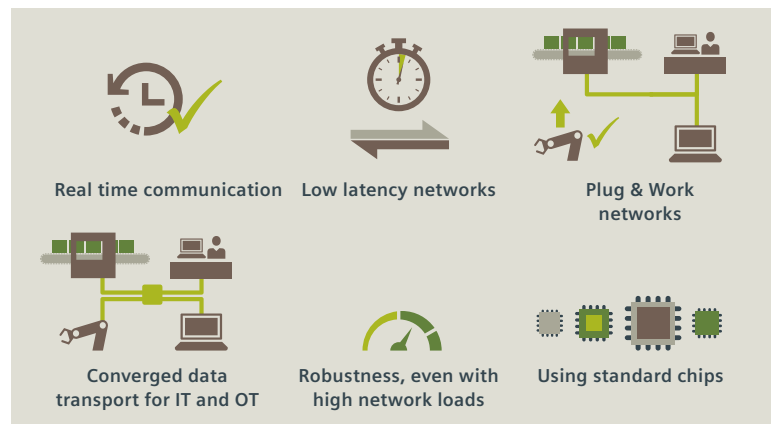 Real time communication
Low latency networks
Plug & Work
networks
Converged data
transport for IT and OT
Robustness, even with
high network loads
Using standard chips